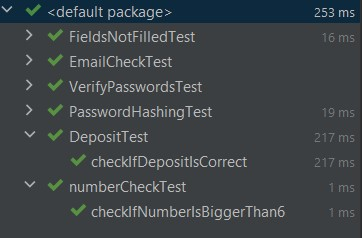 <default package> 253 ms
FieldsNotFilledTest 16 ms
EmailCheckTest
VerifyPasswordsTest
PasswordHashingTest 19 ms
DepositTest 217 ms
checkIfDepositIsCorrect 217 ms
numberCheckTest 1 ms
checkIfNumberIsBiggerThan6 1 ms